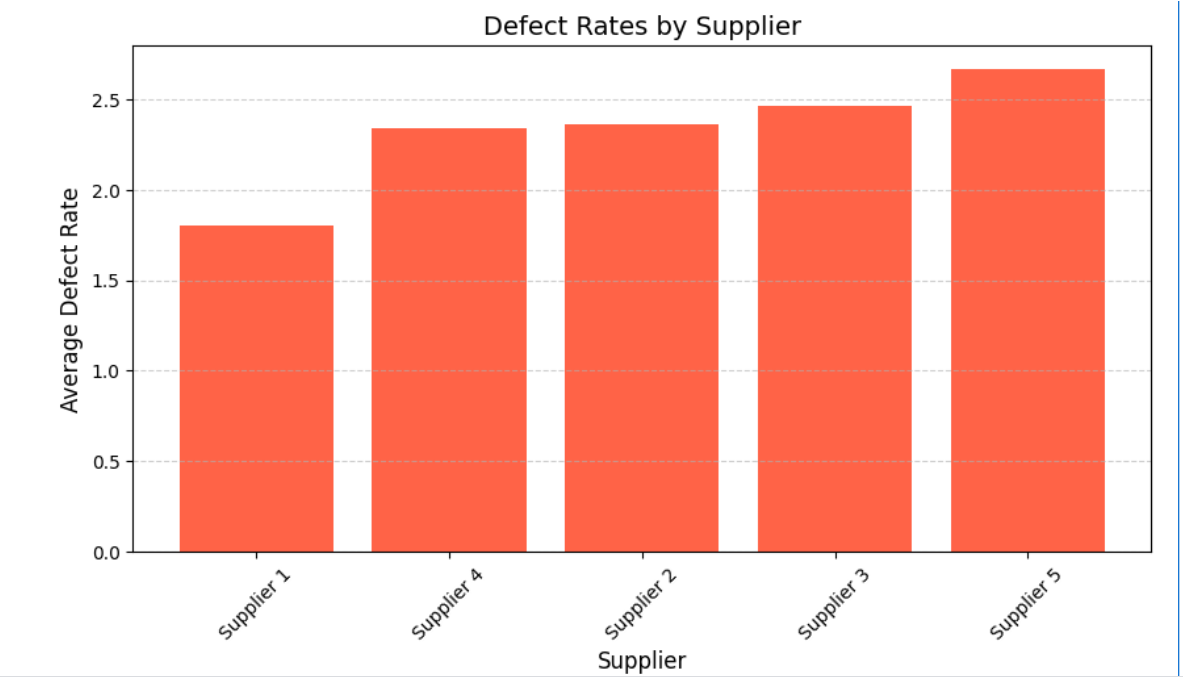 Defect Rates by Supplier
Average Defect Rate
2.5
2.0
1.5
1.0
0.5
0.0
Supplier 1
Supplier 4
Supplier 2
Supplier 3
Supplier 5
Supplier